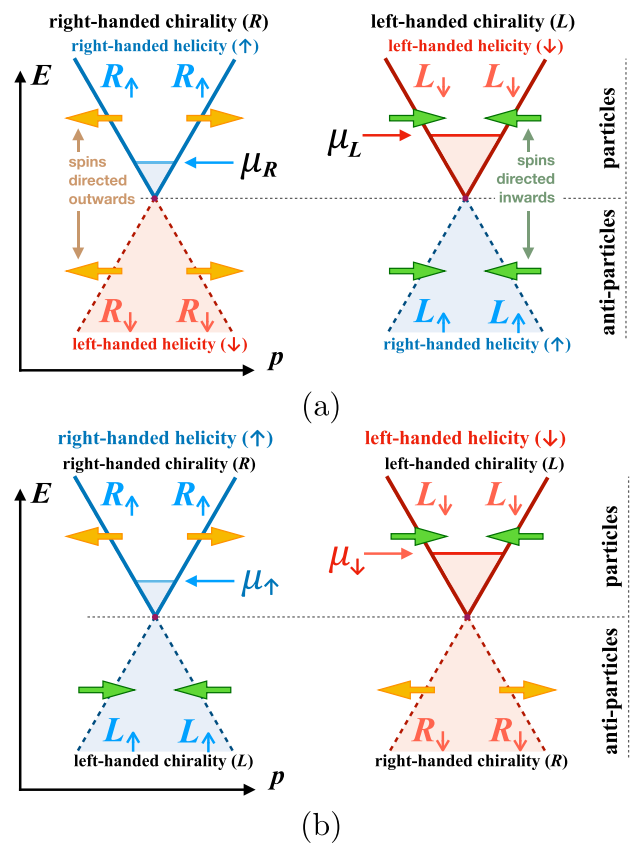 right-handed chirality (R)
left-handed chirality (L)
right-handed helicity (↑)
left-handed helicity (↓)
E
R↑ R↑
L↓ L↓
particles
μR
μL
spins
directed
outwards
spins
directed
inwards
anti-particles
R↓ R↓
L↑ L↑
left-handed helicity (↓)
right-handed helicity (↑)
p
(a)
right-handed helicity (↑)
left-handed helicity (↓)
right-handed chirality (R)
left-handed chirality (L)
E
R↑ R↑
L↓ L↓
particles
μ↑
μ↓
anti-particles
L↑ L↑
R↓ R↓
left-handed chirality (L)
right-handed chirality (R)
p
(b)